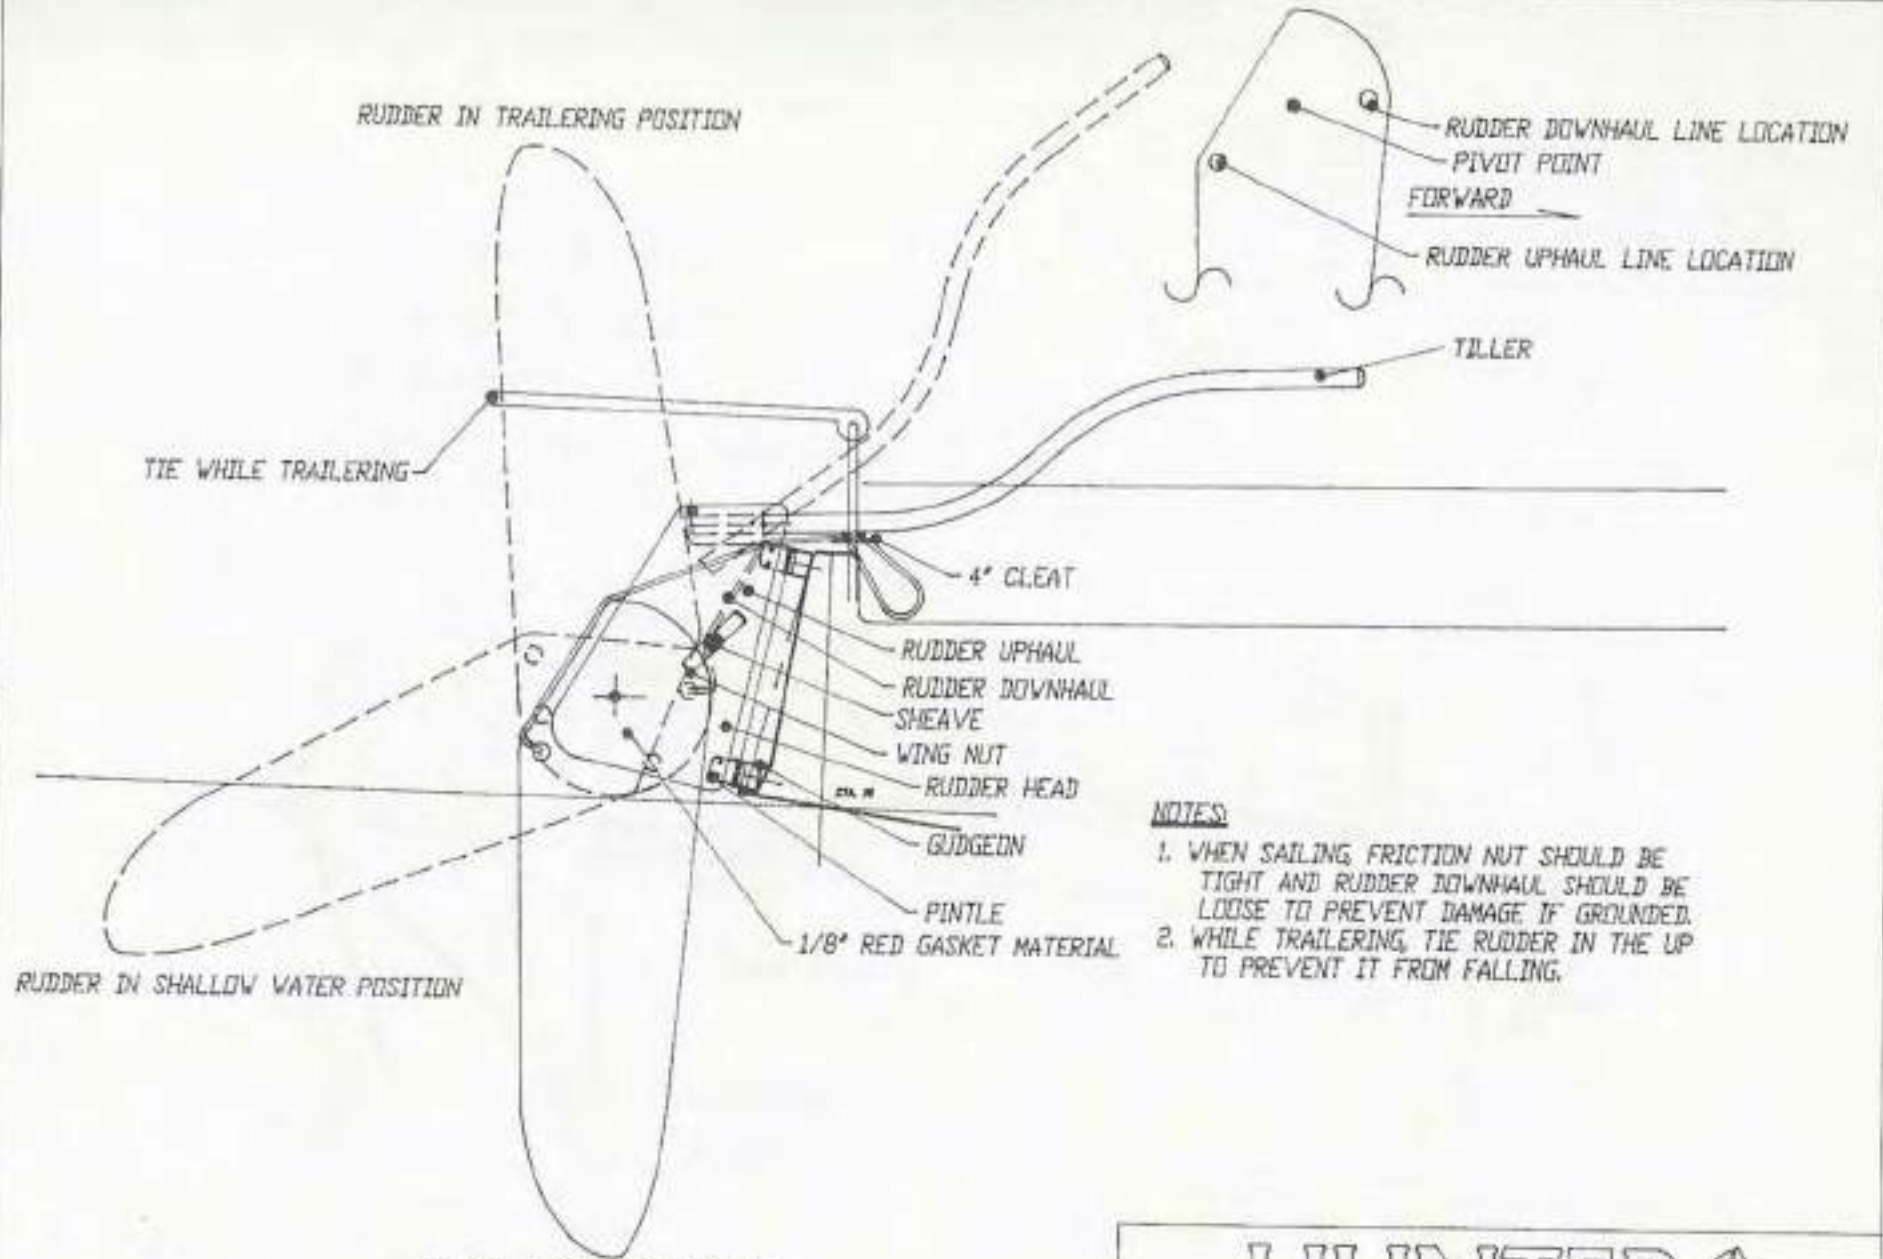 RUDDER IN TRAILERING POSITION
RUDDER DOWNHAUL LINE LOCATION
PIVOT POINT
FORWARD
RUDDER UPHAUL LINE LOCATION
TILLER
TIE WHILE TRAILERING
4" CLEAT
RUDDER UPHAUL
RUDDER DOWNHAUL
SHEAVE
WING NUT
RUDDER HEAD
GUDGEON
PINTLE
1/8" RED GASKET MATERIAL
RUDDER IN SHALLOW WATER POSITION
NOTES:
1. WHEN SAILING, FRICTION NUT SHOULD BE
TIGHT AND RUDDER DOWNHAUL SHOULD BE
LOOSE TO PREVENT DAMAGE IF GROUNDED.
2. WHILE TRAILERING, TIE RUDDER IN THE UP
TO PREVENT IT FROM FALLING.